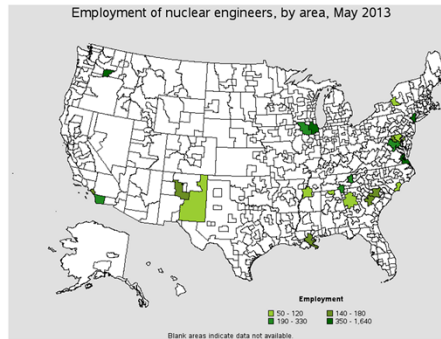 Employment of nuclear engineers, by area, May 2013
Employment
50 - 120
140 - 180
190 - 330
350 - 1,640
Blank areas indicate data not available.